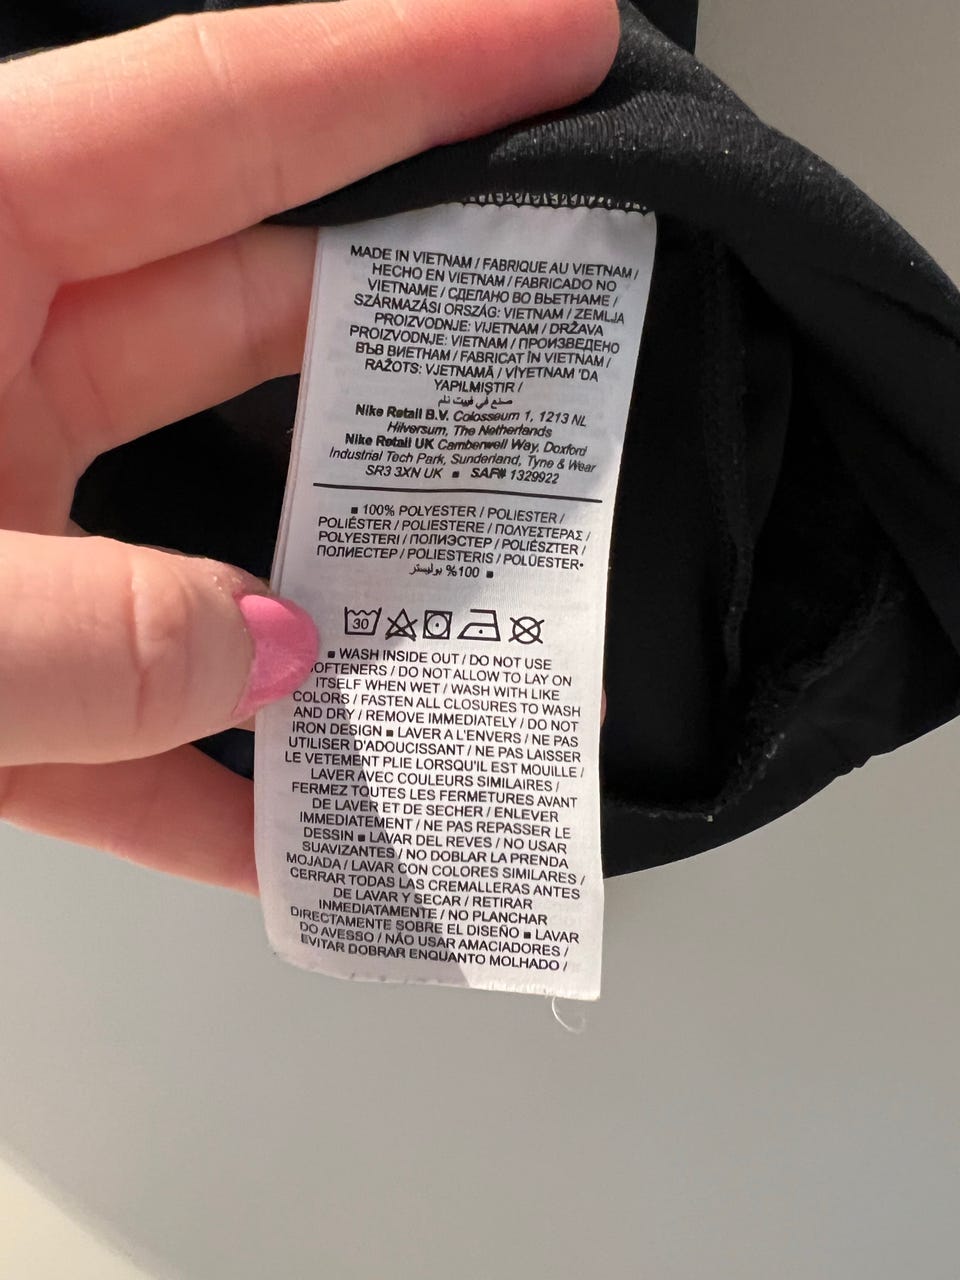 MADE IN VIETNAM / FABRIQUE AU VIETNAM /
HECHO EN VIETNAM / FABRICADO NO
VIETNAME / СДЕЛАНО ВО ВЬЕТНАМЕ /
SZÁRMAZÁSI ORSZÁG: VIETNAM / ZEMLJA
PROIZVODNJE: VIJETNAM / DRŽAVA
PROIZVODNJE: VIETNAM / ПРОИЗВЕДЕНО
ВЪВ ВИЕТНАМ / FABRICAT ÎN VIETNAM /
RAŽOTS: VJETNAMĀ / VİYETNAM 'DA
YAPILMIŞTIR /
صنع في فييت نام
Nike Retail B.V. Colosseum 1, 1213 NL
Hilversum, The Netherlands
Nike Retail UK Camberwell Way, Doxford
Industrial Tech Park, Sunderland, Tyne & Wear
SR3 3XN UK ▪ SAP# 1329922
▪ 100% POLYESTER / POLIESTER /
POLIÉSTER / POLIESTERE / ΠΟΛΥΕΣΤΕΡΑΣ /
POLYESTERI / ПОЛИЭСТЕР / POLIÉSZTER /
ПОЛИЕСТЕР / POLIESTERIS / POLÜESTER▪
100% بوليستر ▪
30
▪ WASH INSIDE OUT / DO NOT USE
SOFTENERS / DO NOT ALLOW TO LAY ON
ITSELF WHEN WET / WASH WITH LIKE
COLORS / FASTEN ALL CLOSURES TO WASH
AND DRY / REMOVE IMMEDIATELY / DO NOT
IRON DESIGN ▪ LAVER A L'ENVERS / NE PAS
UTILISER D'ADOUCISSANT / NE PAS LAISSER
LE VETEMENT PLIE LORSQU'IL EST MOUILLE /
LAVER AVEC COULEURS SIMILAIRES /
FERMEZ TOUTES LES FERMETURES AVANT
DE LAVER ET DE SECHER / ENLEVER
IMMEDIATEMENT / NE PAS REPASSER LE
DESSIN ▪ LAVAR DEL REVES / NO USAR
SUAVIZANTES / NO DOBLAR LA PRENDA
MOJADA / LAVAR CON COLORES SIMILARES /
CERRAR TODAS LAS CREMALLERAS ANTES
DE LAVAR Y SECAR / RETIRAR
INMEDIATAMENTE / NO PLANCHAR
DIRECTAMENTE SOBRE EL DISEÑO ▪ LAVAR
DO AVESSO / NÃO USAR AMACIADORES /
EVITAR DOBRAR ENQUANTO MOLHADO /